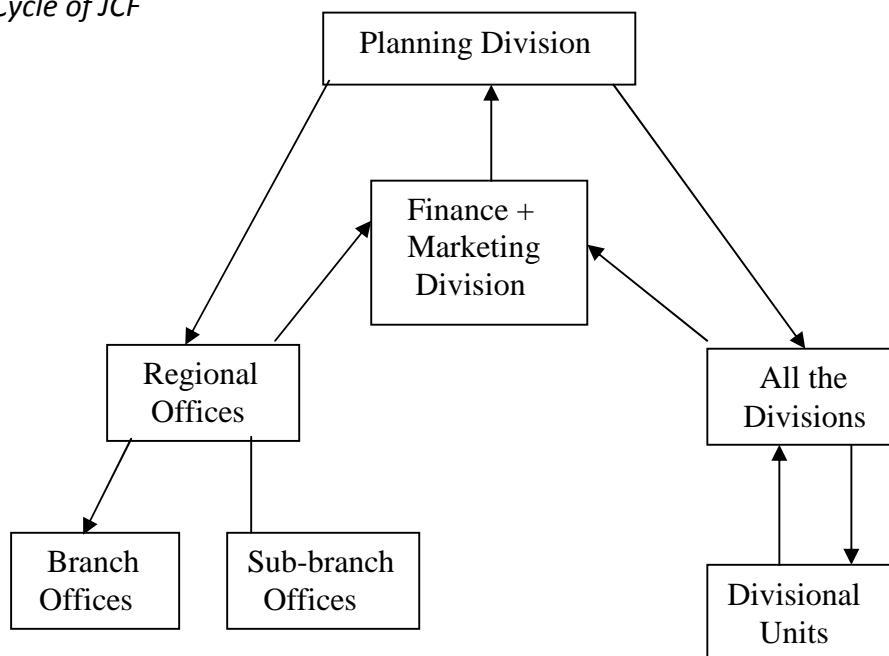 Cycle of JCF
Planning Division
Finance +
Marketing
Division
Regional
Offices
All the
Divisions
Branch
Offices
Sub-branch
Offices
Divisional
Units